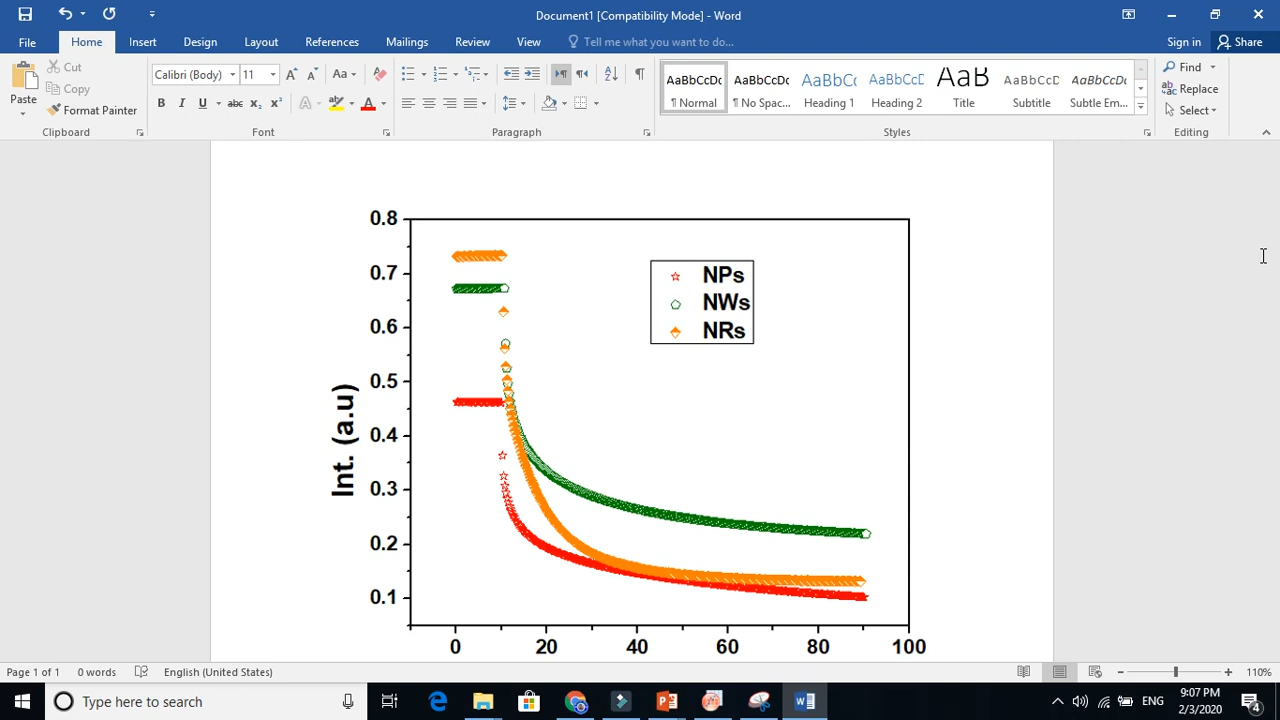 Document1 [Compatibility Mode] - Word
File Home Insert Design Layout References Mailings Review View Tell me what you want to do... Sign in Share
Paste
Cut
Copy
Format Painter
Clipboard
Calibri (Body) 11
Font
Paragraph
AaBbCcDc AaBbCcDc AaBbC AaBbCcD AaB AaBbCcD AaBbCcDc
¶ Normal ¶ No Spac... Heading 1 Heading 2 Title Subtitle Subtle Em...
Styles
Find
Replace
Select
Editing
0.8
0.7
0.6
0.5
0.4
0.3
0.2
0.1
Int. (a.u)
NPs
NWs
NRs
0 20 40 60 80 100
Page 1 of 1 0 words English (United States) 110%
Type here to search
ENG
9:07 PM
2/3/2020
4